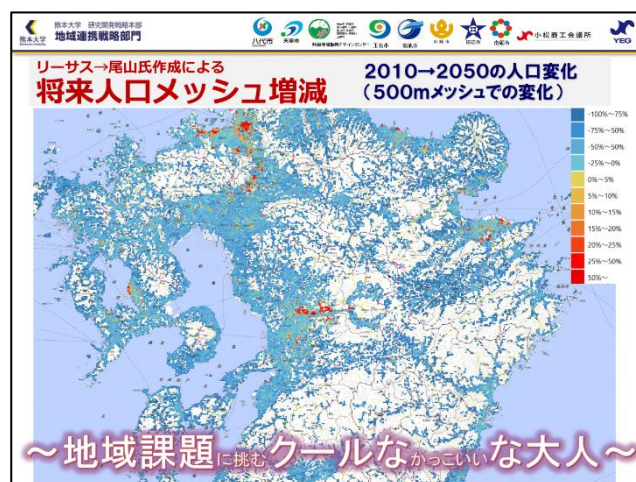 熊本大学 研究開発戦略本部
地域連携戦略部門
熊本大学
八代市
天草市
玉名市
小松商工会議所
YEG
リーサス→尾山氏作成による
将来人口メッシュ増減
2010→2050の人口変化
(500mメッシュでの変化)
-100%～-75%
-75%～-50%
-50%～-50%
-25%～0%
0%～5%
5%～10%
10%～15%
15%～20%
20%～25%
25%～50%
50%～
～地域課題に挑むクールなかっこいいな大人～